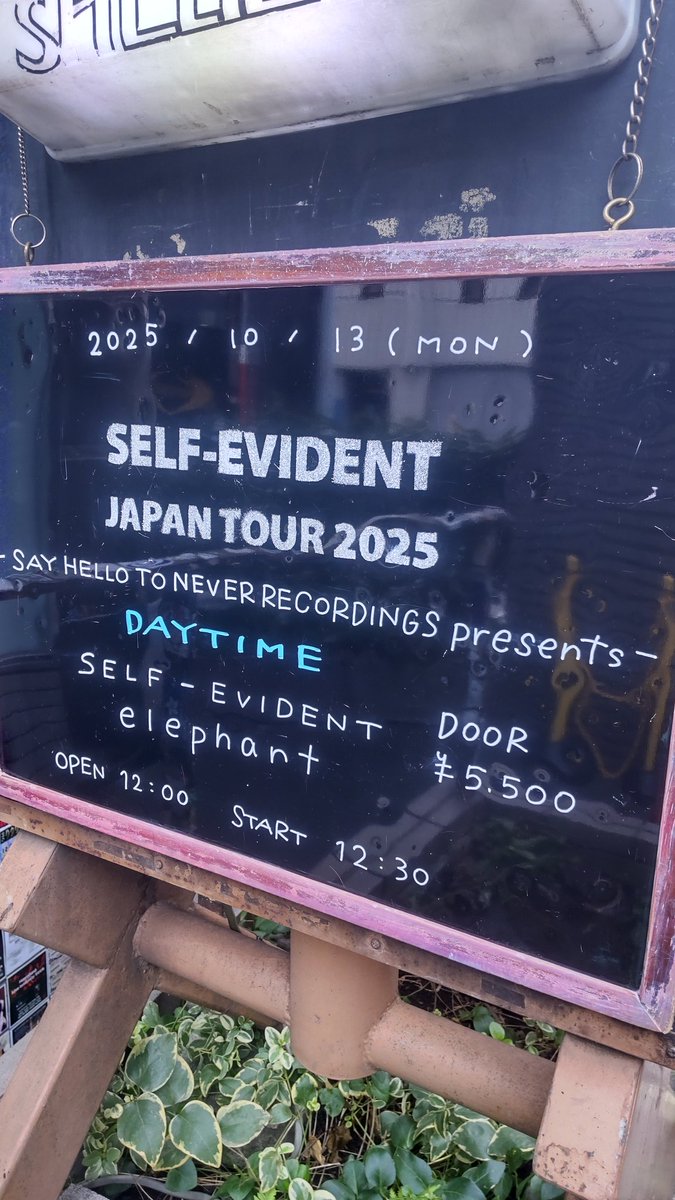 2025 / 10 / 13 (MON)
SELF-EVIDENT
JAPAN TOUR 2025
- SAY HELLO TO NEVER RECORDINGS presents -
DAYTIME
SELF-EVIDENT
elephant
DOOR
¥5.500
OPEN 12:00 START 12:30